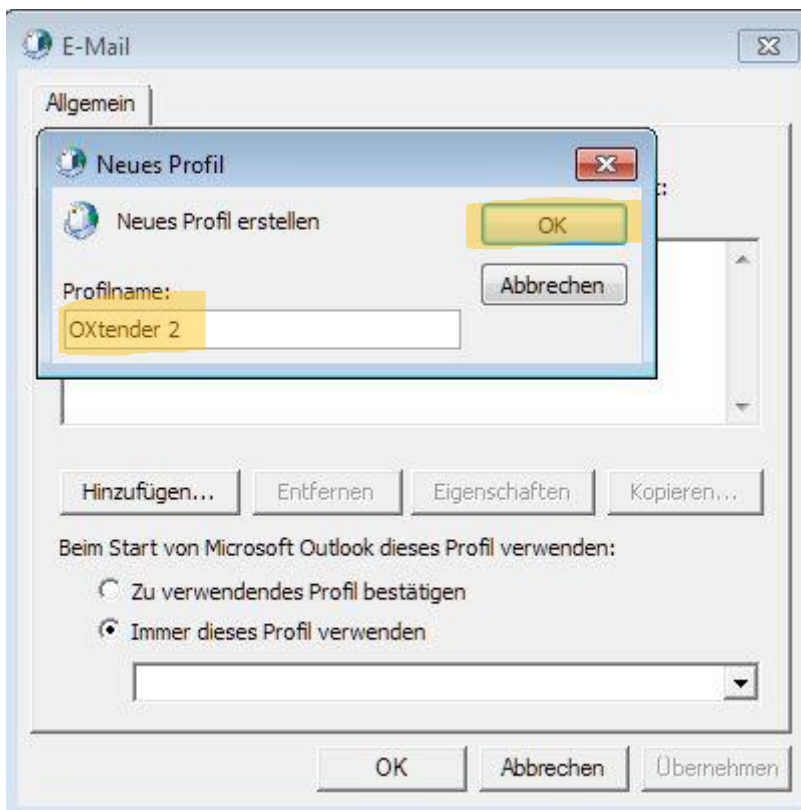 E-Mail
Allgemein
Neues Profil
:
Neues Profil erstellen
OK
Abbrechen
Profilname:
OXtender 2
Hinzufügen...
Entfernen
Eigenschaften
Kopieren...
Beim Start von Microsoft Outlook dieses Profil verwenden:
Zu verwendendes Profil bestätigen
Immer dieses Profil verwenden
OK
Abbrechen
Übernehmen